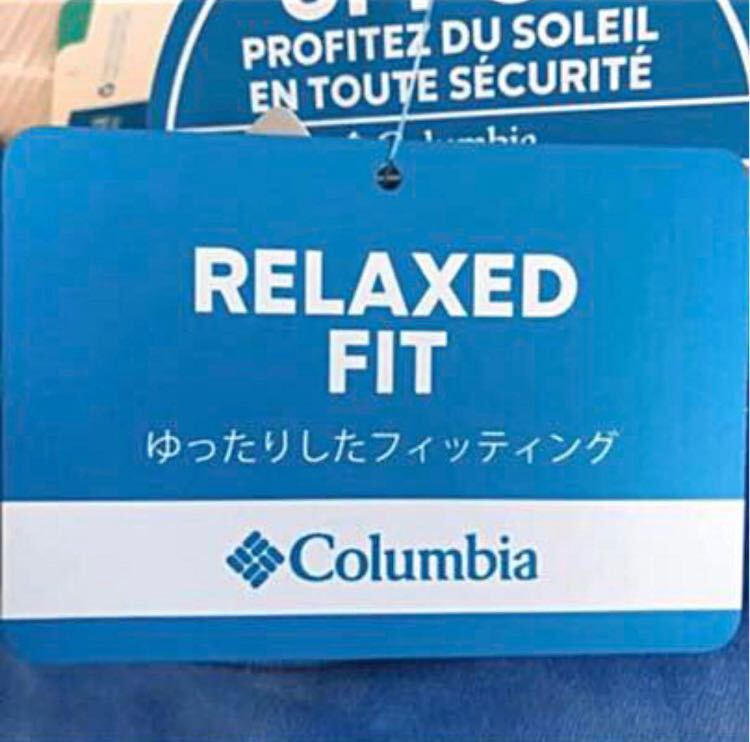 PROFITEZ DU SOLEIL
EN TOUTE SÉCURITÉ
Columbia
RELAXED
FIT
ゆったりしたフィッティング
Columbia